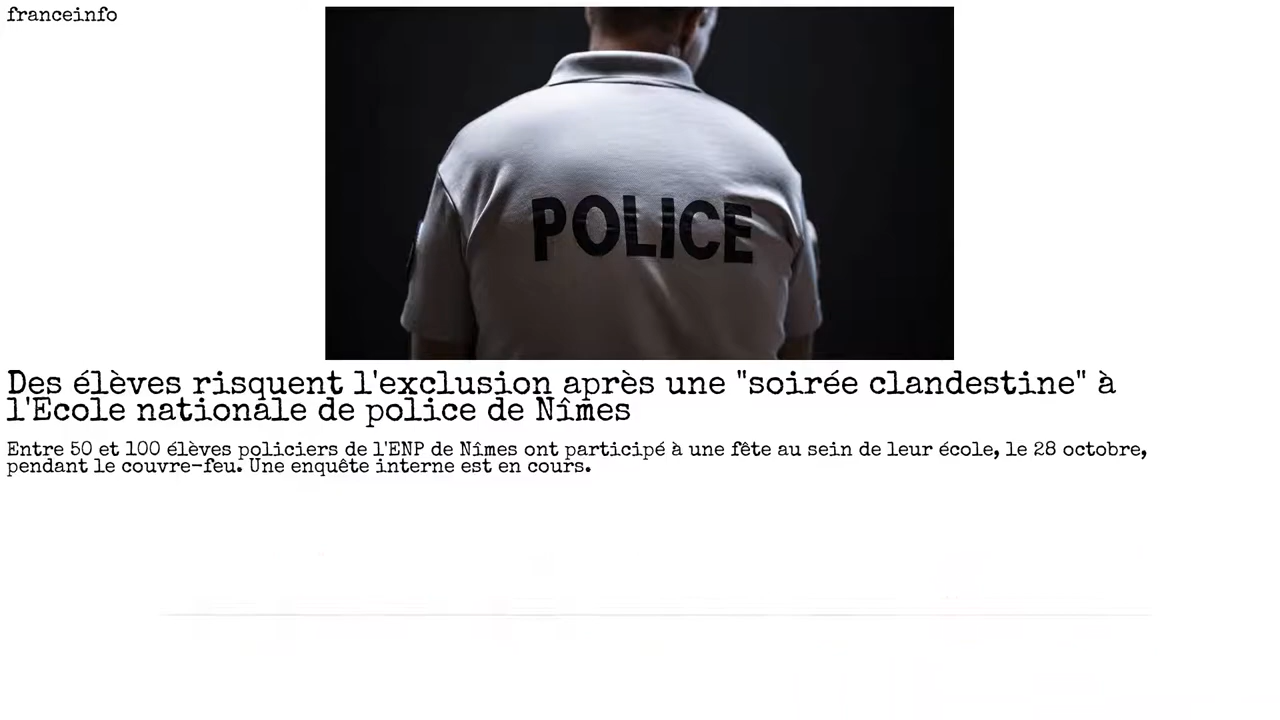 franceinfo
POLICE
Des élèves risquent l'exclusion après une "soirée clandestine" à
l'Ecole nationale de police de Nîmes
Entre 50 et 100 élèves policiers de l'ENP de Nîmes ont participé à une fête au sein de leur école, le 28 octobre,
pendant le couvre-feu. Une enquête interne est en cours.